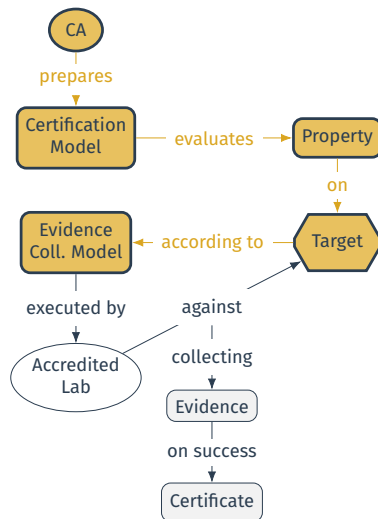 CA
prepares
Certification
Model
evaluates
Property
on
Evidence
Coll. Model
according to
Target
executed by
against
Accredited
Lab
collecting
Evidence
on success
Certificate